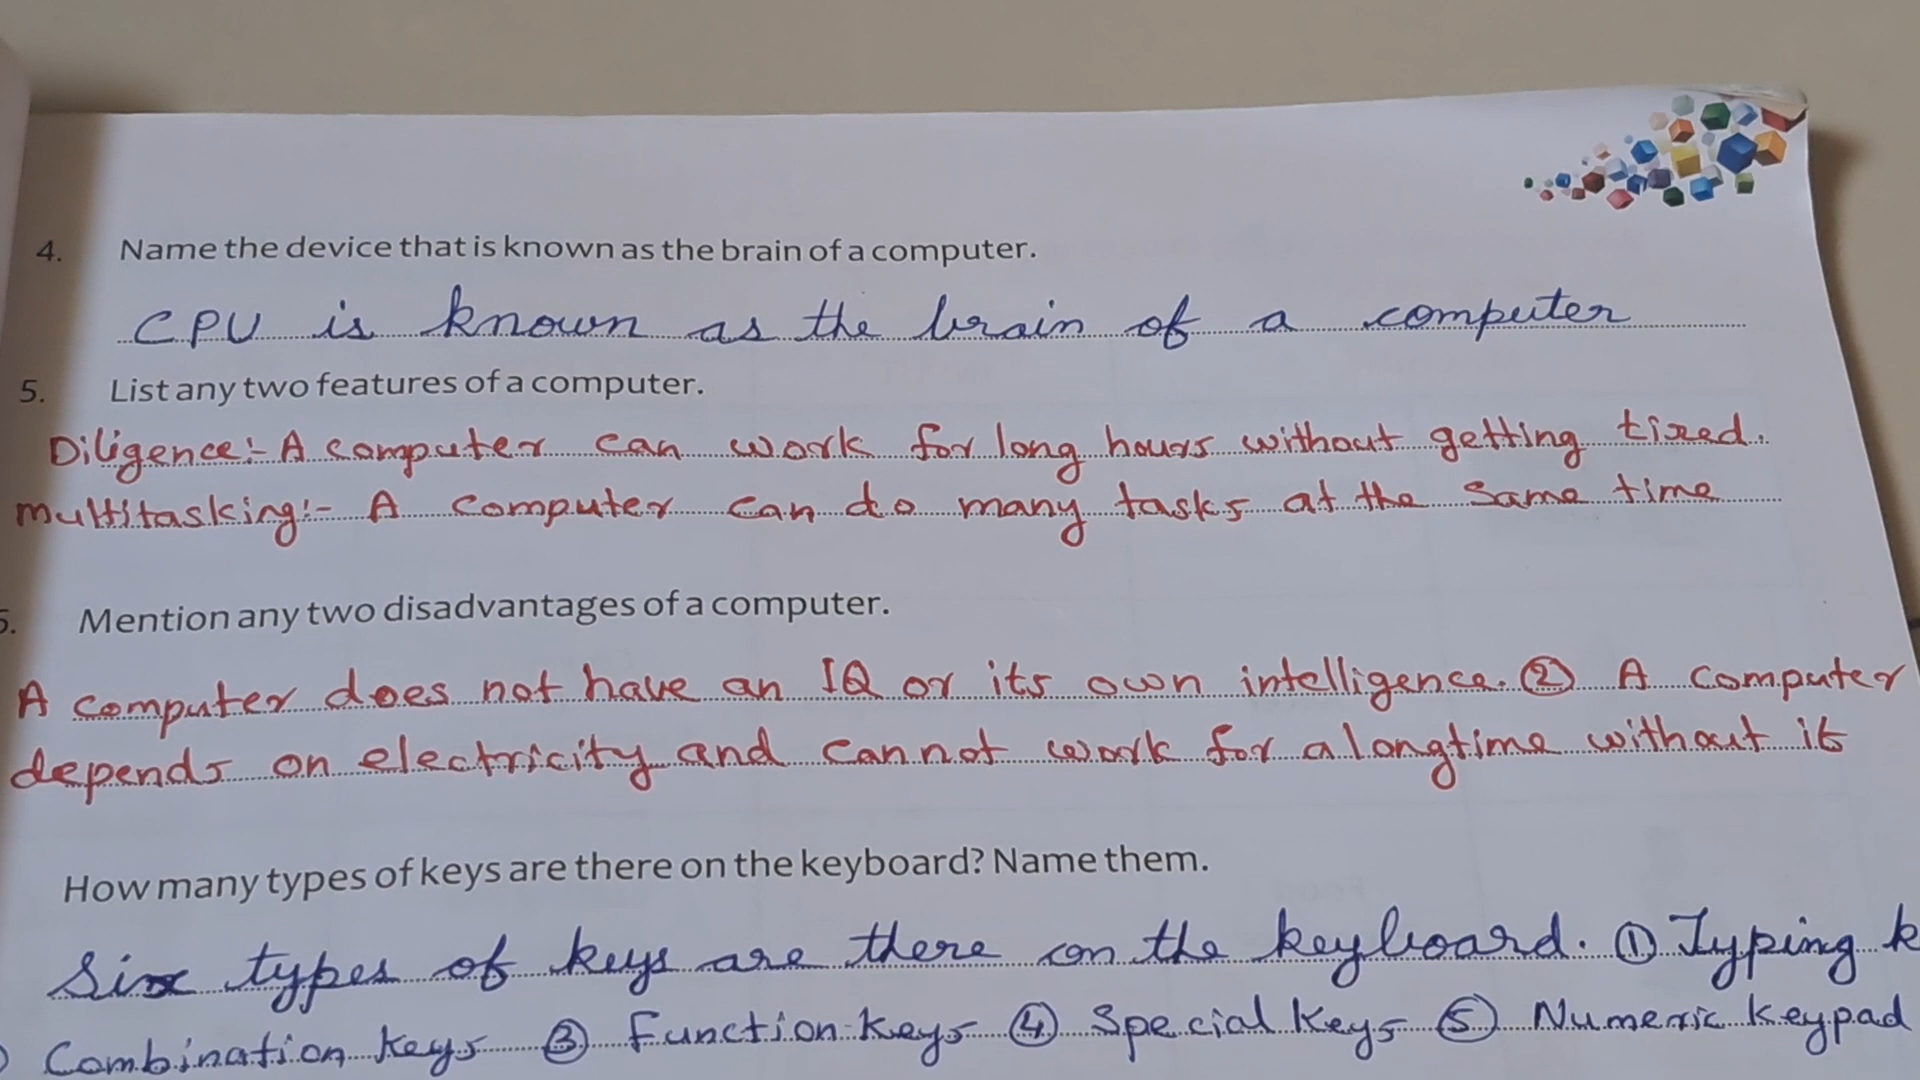 4. Name the device that is known as the brain of a computer.
CPU is known as the brain of a computer
5. List any two features of a computer.
Diligence:- A computer can work for long hours without getting tired.
multitasking:- A computer can do many tasks at the same time
Mention any two disadvantages of a computer.
A computer does not have an IQ or its own intelligence. ② A computer
depends on electricity and cannot work for a longtime without it
How many types of keys are there on the keyboard? Name them.
Six types of keys are there on the keyboard. ① Typing k
Combination keys ③ Function keys ④ Special keys ⑤ Numeric keypad